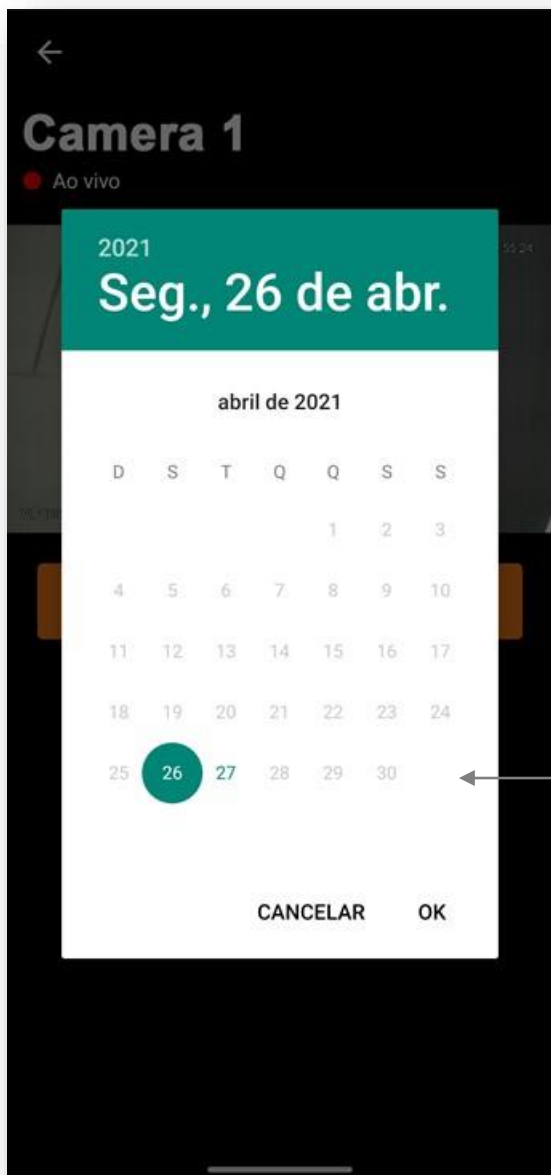 Camera 1
Ao vivo
2021
Seg., 26 de abr.
abril de 2021
D S T Q Q S S
1 2 3
4 5 6 7 8 9 10
11 12 13 14 15 16 17
18 19 20 21 22 23 24
25 26 27 28 29 30
CANCELAR OK